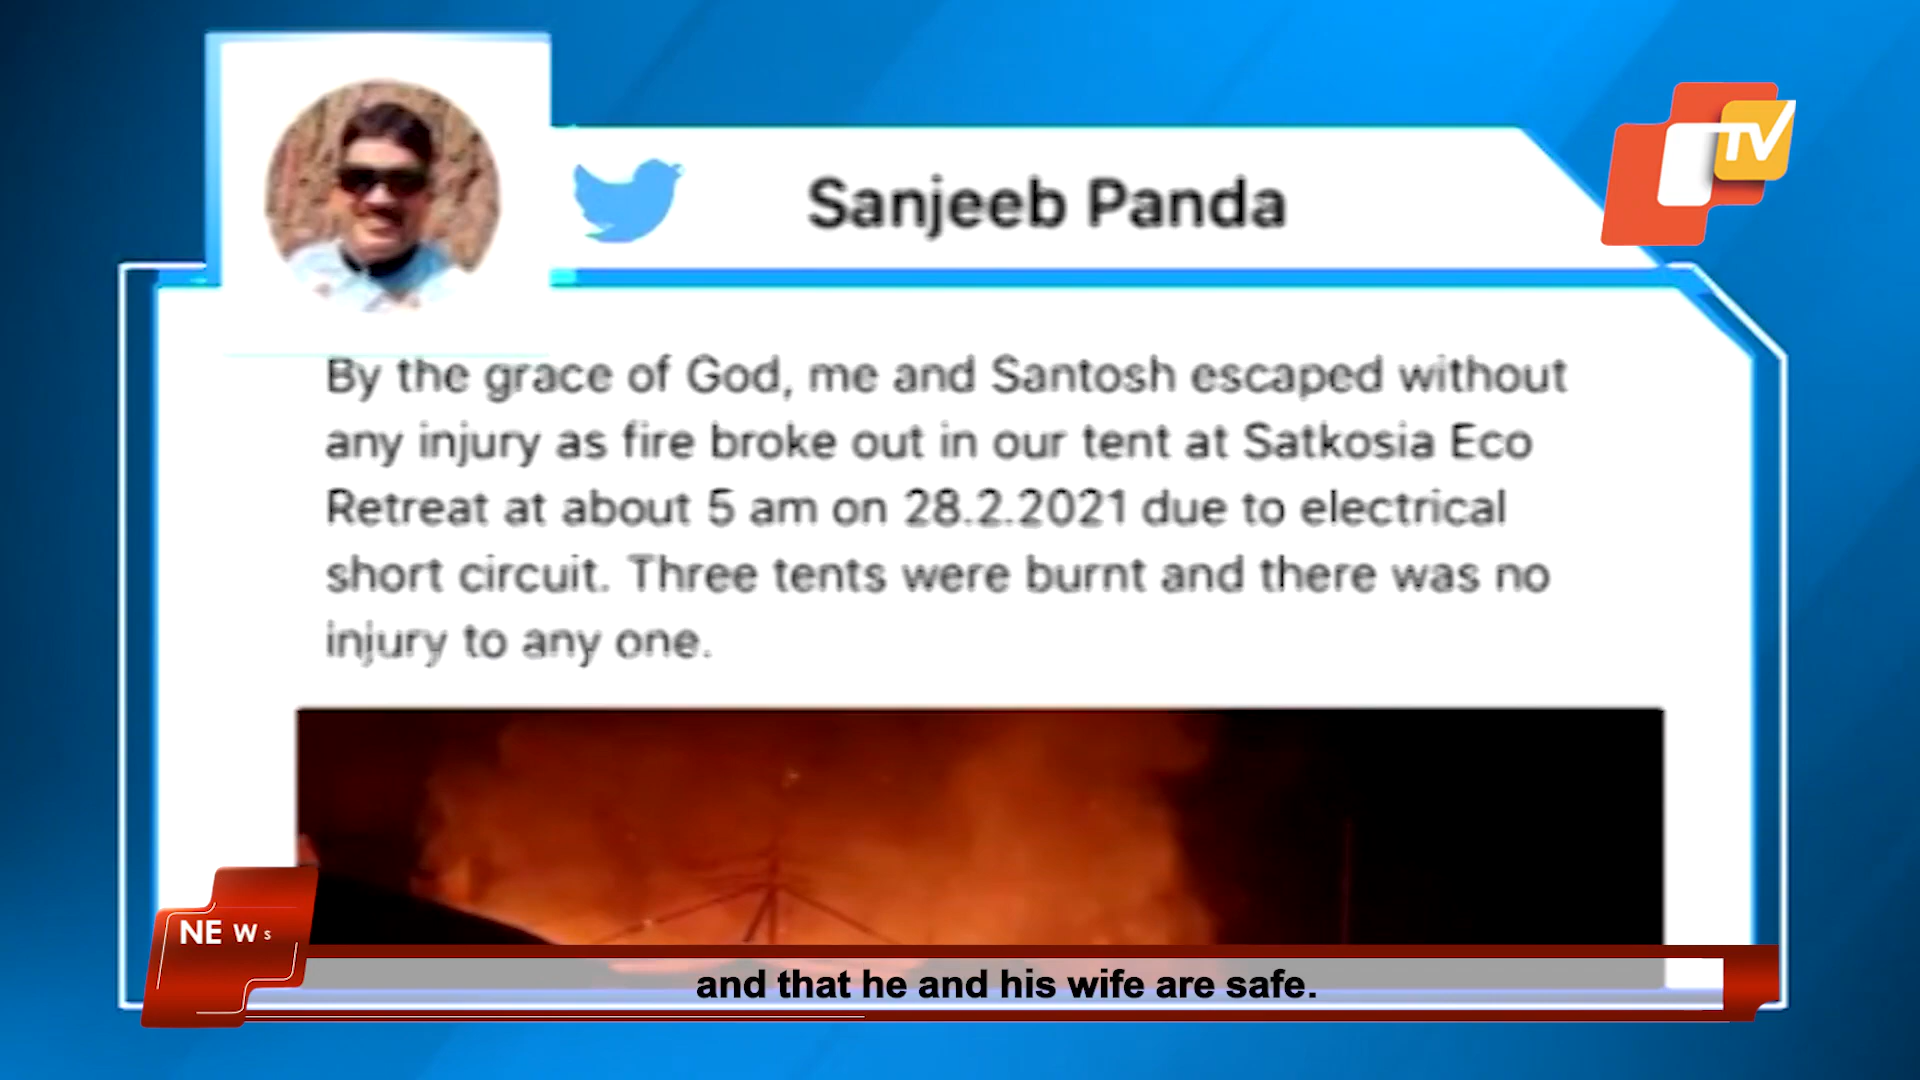 TV
Sanjeeb Panda
By the grace of God, me and Santosh escaped without
any injury as fire broke out in our tent at Satkosia Eco
Retreat at about 5 am on 28.2.2021 due to electrical
short circuit. Three tents were burnt and there was no
injury to any one.
NEWS
and that he and his wife are safe.